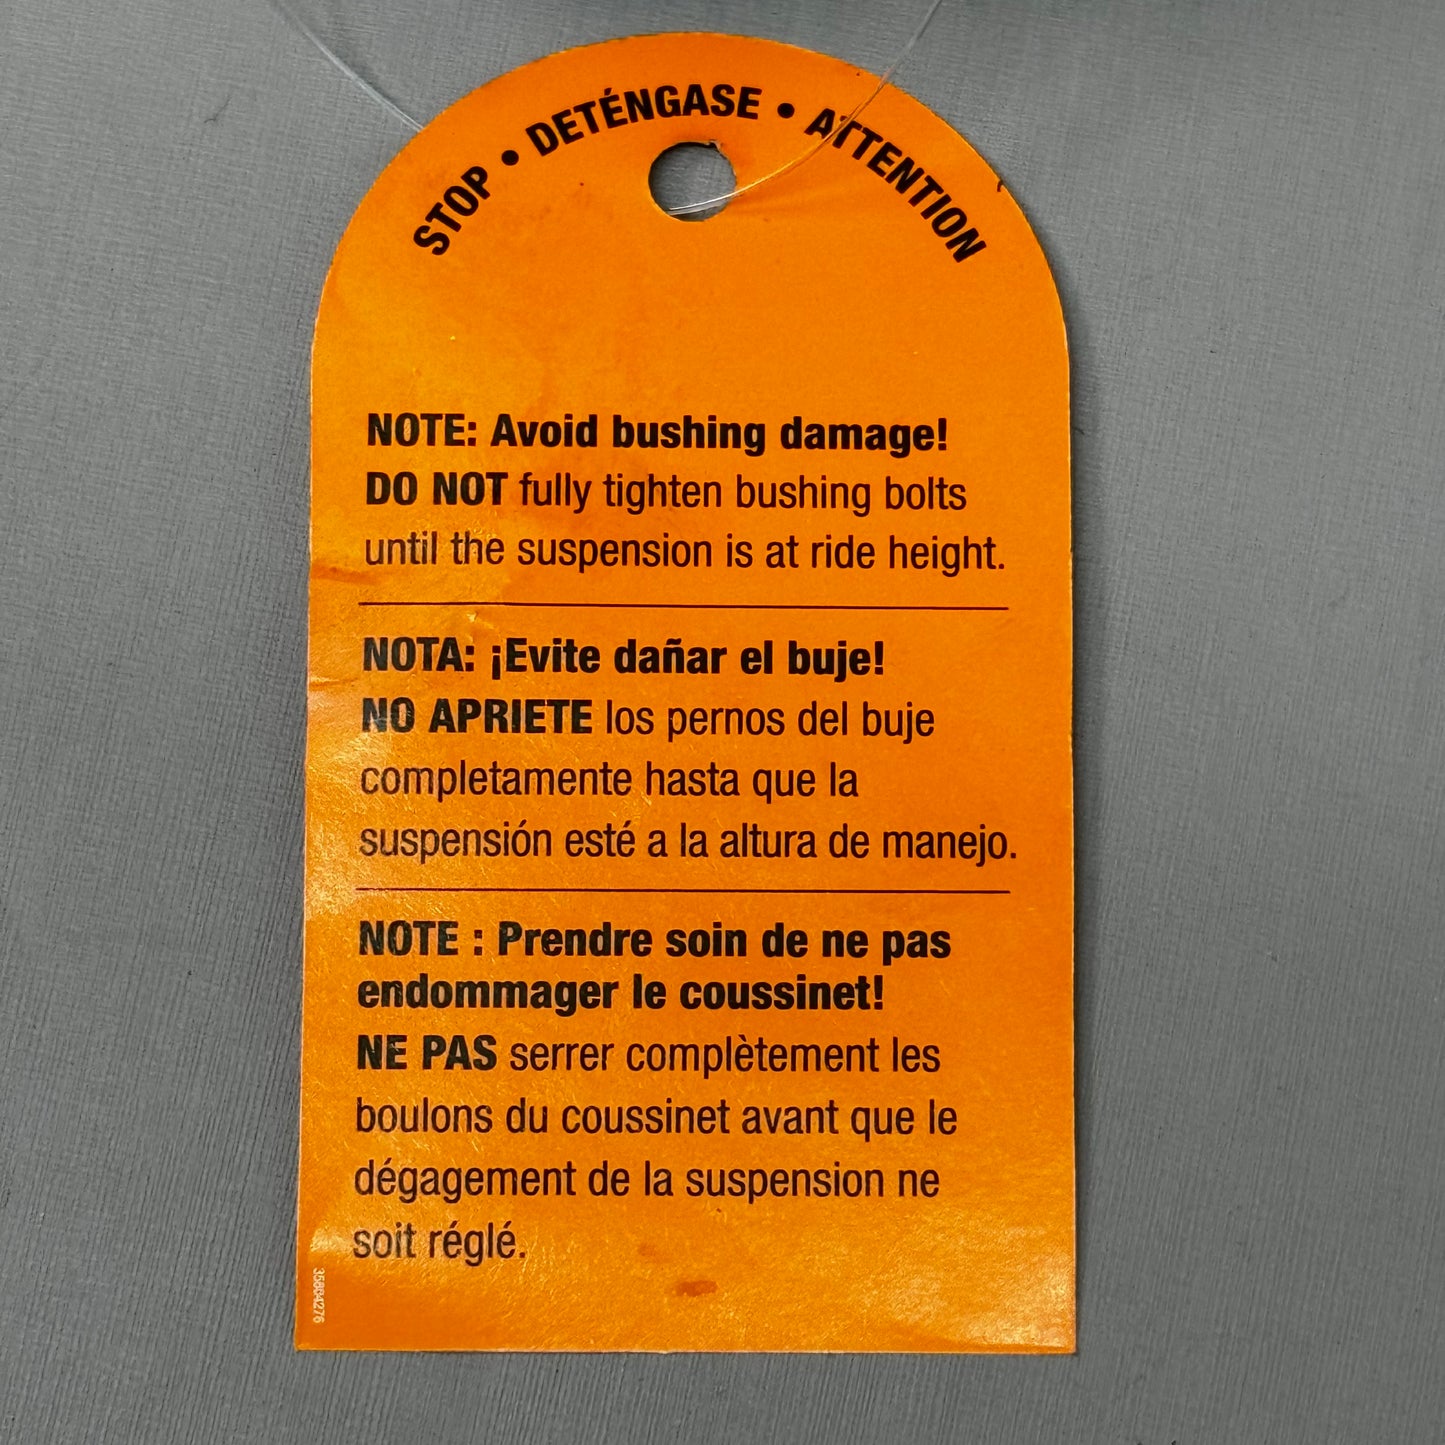 STOP • DETÉNGASE • ATTENTION
NOTE: Avoid bushing damage!
DO NOT fully tighten bushing bolts
until the suspension is at ride height.
NOTA: ¡Evite dañar el buje!
NO APRIETE los pernos del buje
completamente hasta que la
suspensión esté a la altura de manejo.
NOTE : Prendre soin de ne pas
endommager le coussinet!
NE PAS serrer complètement les
boulons du coussinet avant que le
dégagement de la suspension ne
soit réglé.
35864276